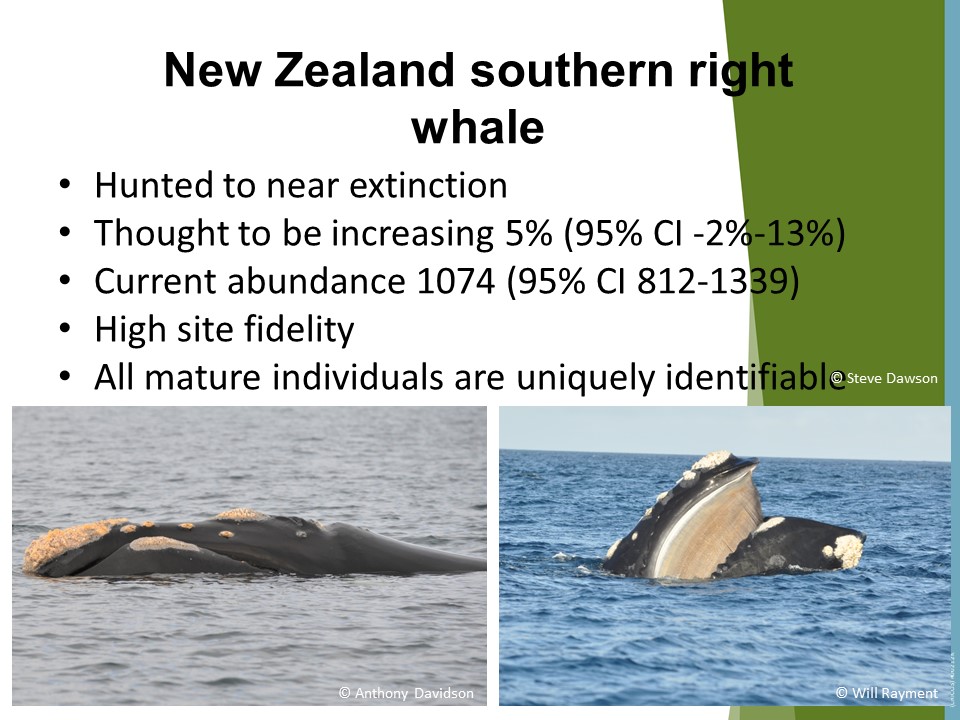 New Zealand southern right
whale
• Hunted to near extinction
• Thought to be increasing 5% (95% CI -2%-13%)
• Current abundance 1074 (95% CI 812-1339)
• High site fidelity
• All mature individuals are uniquely identifiable
© Steve Dawson
© Anthony Davidson
© Will Rayment